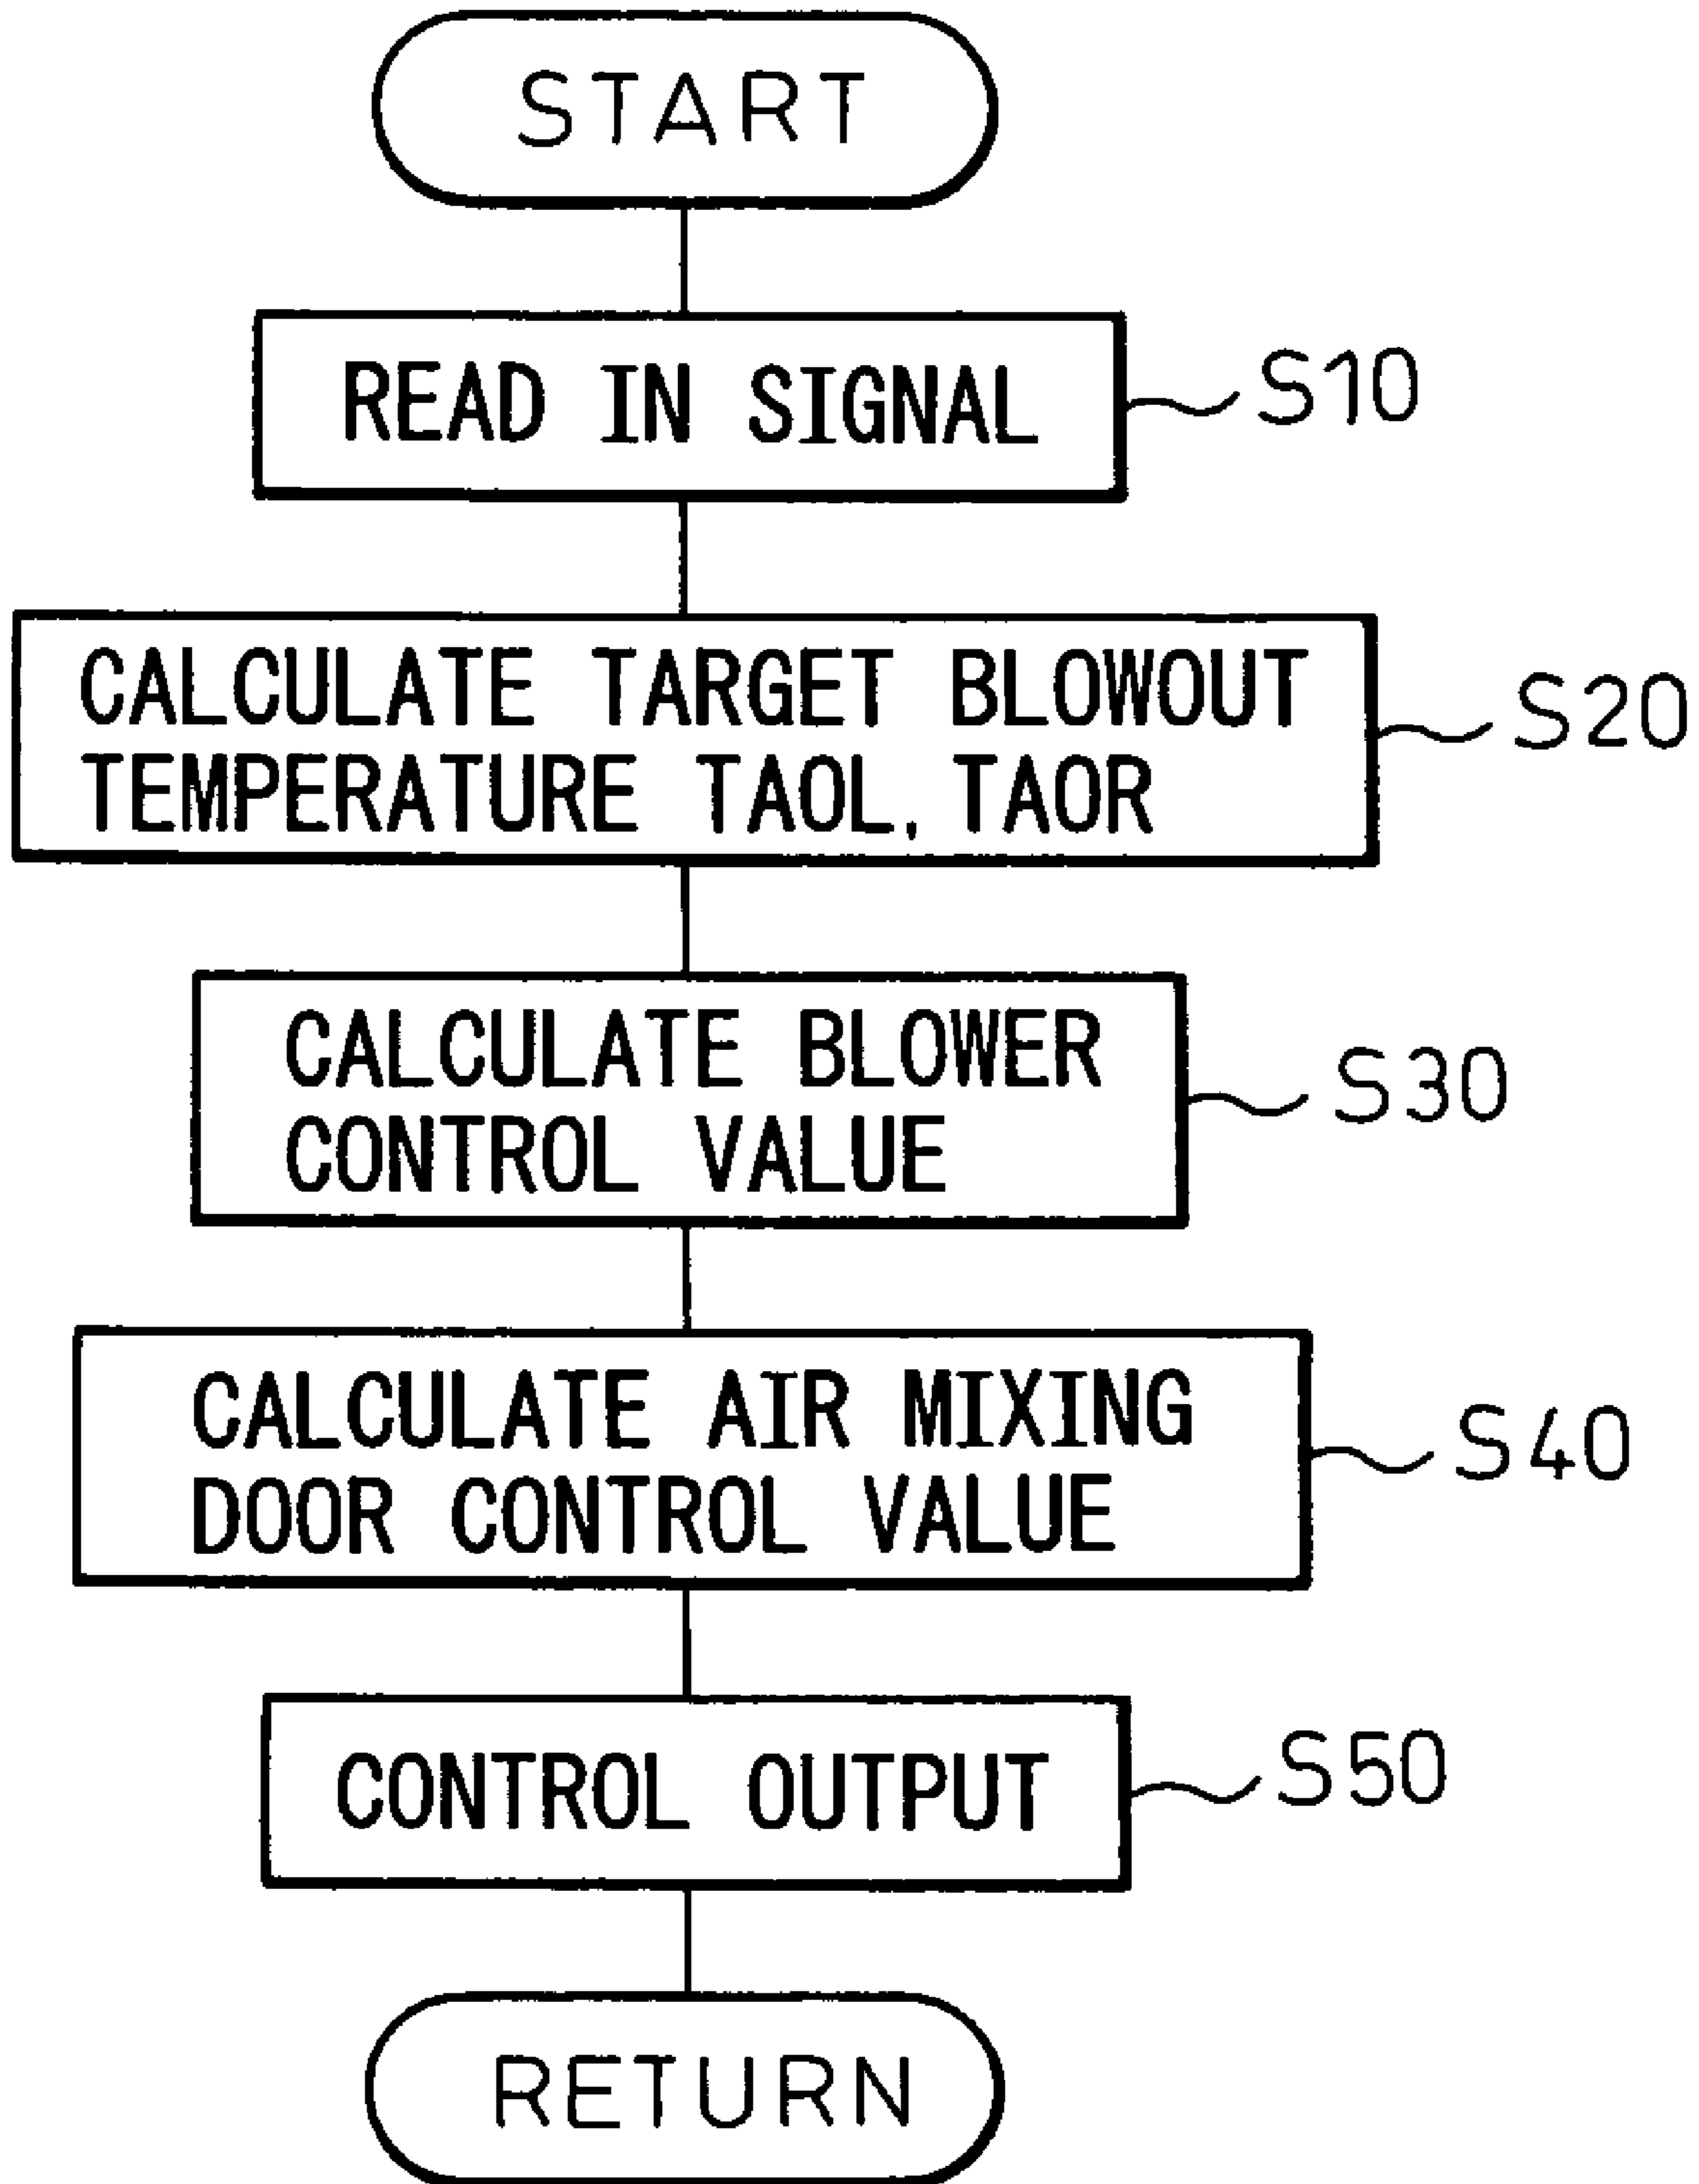 START
READ IN SIGNAL
S10
CALCULATE TARGET BLOWOUT
TEMPERATURE TAOL, TAOR
S20
CALCULATE BLOWER
CONTROL VALUE
S30
CALCULATE AIR MIXING
DOOR CONTROL VALUE
S40
CONTROL OUTPUT
S50
RETURN